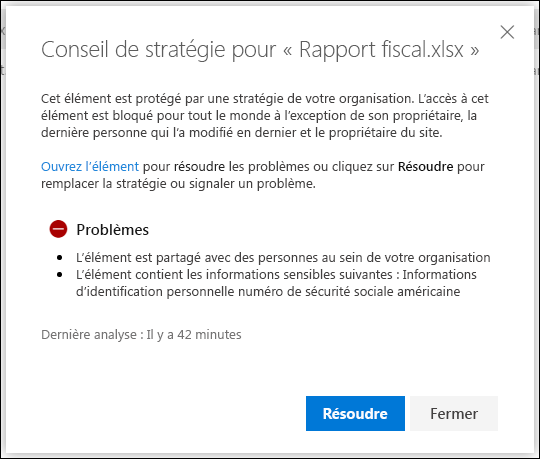 Conseil de stratégie pour « Rapport fiscal.xlsx »
Cet élément est protégé par une stratégie de votre organisation. L’accès à cet
élément est bloqué pour tout le monde à l’exception de son propriétaire, la
dernière personne qui l’a modifié en dernier et le propriétaire du site.
Ouvrez l’élément pour résoudre les problèmes ou cliquez sur Résoudre pour
remplacer la stratégie ou signaler un problème.
Problèmes
• L’élément est partagé avec des personnes au sein de votre organisation
• L’élément contient les informations sensibles suivantes : Informations
d’identification personnelle numéro de sécurité sociale américaine
Dernière analyse : Il y a 42 minutes
Résoudre Fermer